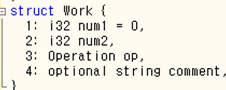 struct Work {
1: i32 num1 = 0,
2: i32 num2,
3: Operation op,
4: optional string comment,
}